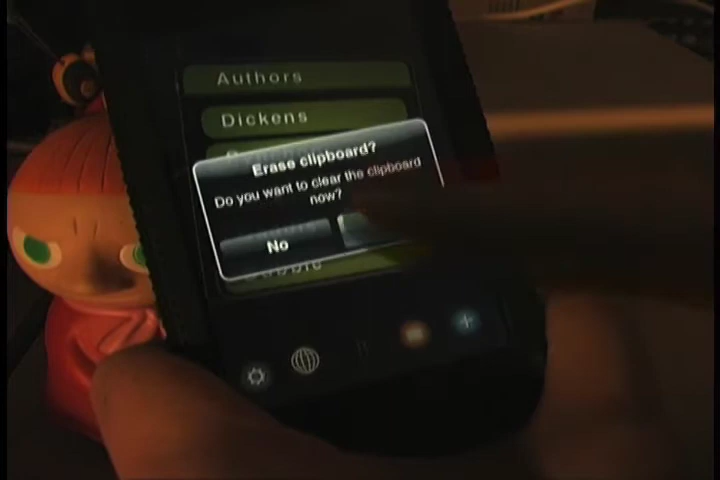 Authors
Dickens
Erase clipboard?
Do you want to clear the clipboard
now?
No